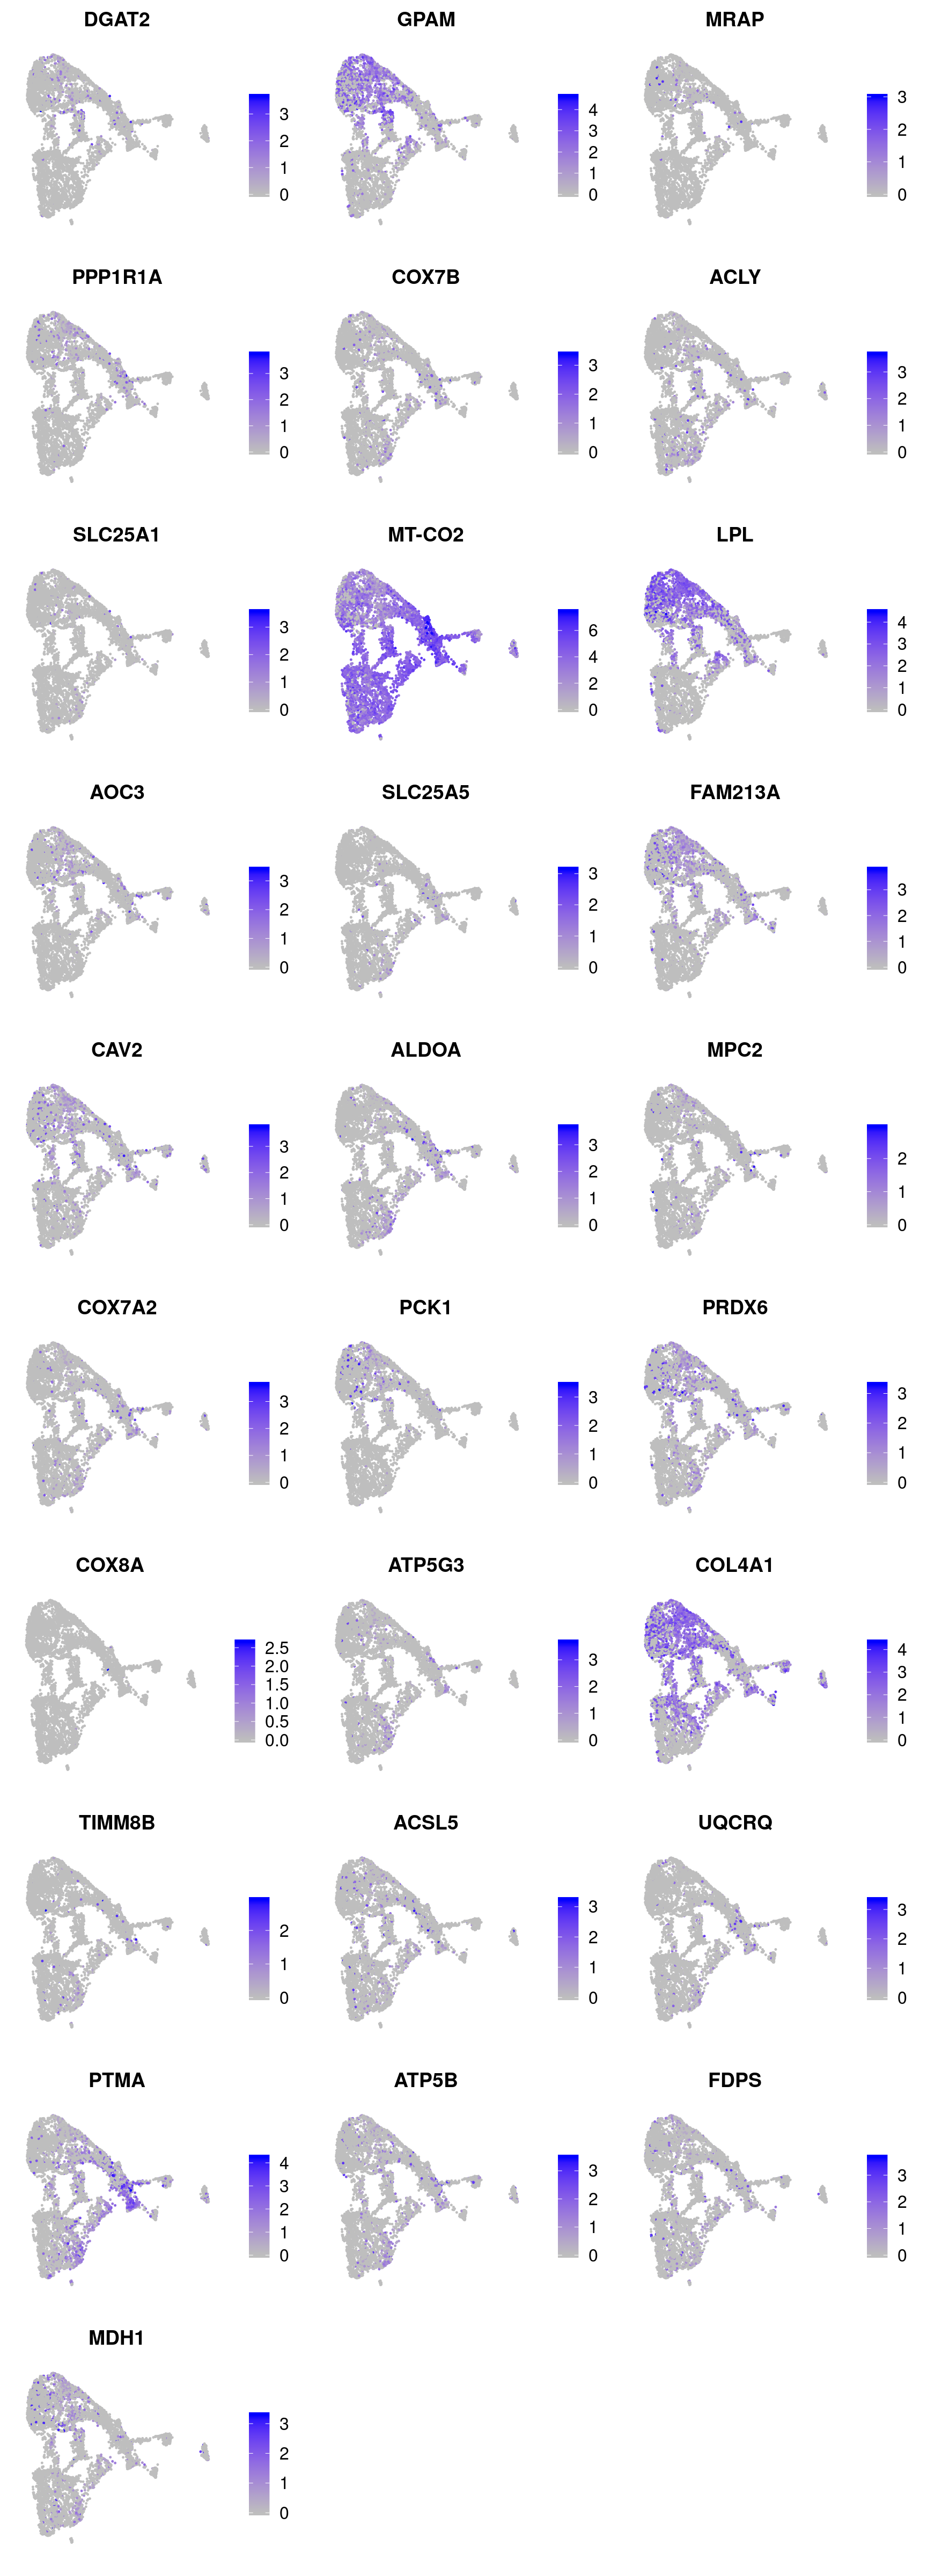 DGAT2 GPAM MRAP
3 4 3
2 3 2
1 2 1
0 1 0
0
PPP1R1A COX7B ACLY
3 3 3
2 2 2
1 1 1
0 0 0
SLC25A1 MT-CO2 LPL
3 6 4
2 4 3
1 2 2
0 0 1
0
AOC3 SLC25A5 FAM213A
3 3 3
2 2 2
1 1 1
0 0 0
CAV2 ALDOA MPC2
3 3 2
2 2 1
1 1 0
0 0
COX7A2 PCK1 PRDX6
3 3 3
2 2 2
1 1 1
0 0 0
COX8A ATP5G3 COL4A1
2.5 3 4
2.0 2 3
1.5 1 2
1.0 0 1
0.5 0
0.0
TIMM8B ACSL5 UQCRQ
2 3 3
1 2 2
0 1 1
0 0
PTMA ATP5B FDPS
4 3 3
3 2 2
2 1 1
1 0 0
0
MDH1
3
2
1
0